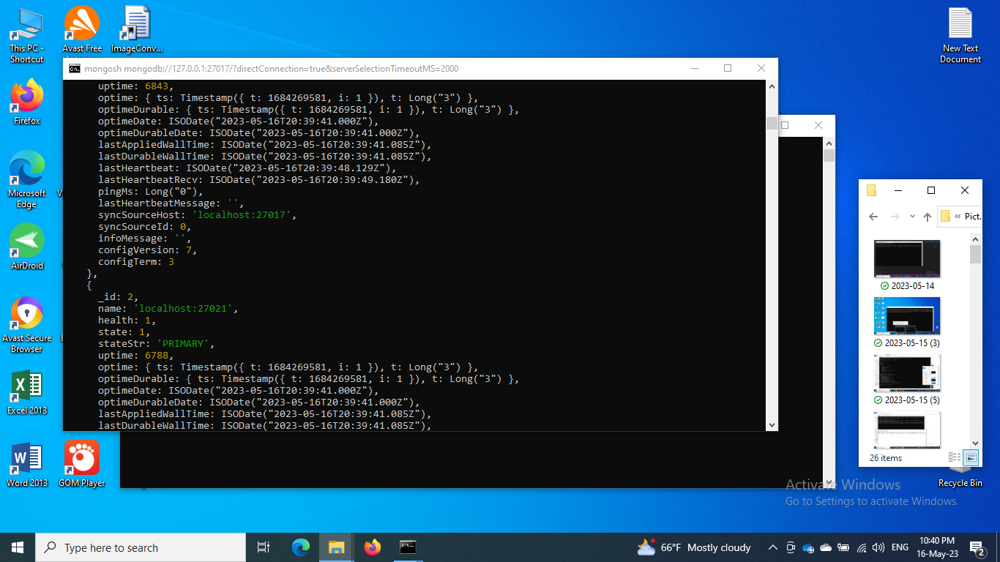 This PC -
Shortcut
Avast Free
ImageConv...
New Text
Document
Firefox
Microsoft
Edge
AirDroid
Avast Secure
Browser
Excel 2013
Word 2013
GOM Player
mongosh mongodb://127.0.0.1:27017/?directConnection=true&serverSelectionTimeoutMS=2000
uptime: 6843,
optime: { ts: Timestamp({ t: 1684269581, i: 1 }), t: Long("3") },
optimeDurable: { ts: Timestamp({ t: 1684269581, i: 1 }), t: Long("3") },
optimeDate: ISODate("2023-05-16T20:39:41.000Z"),
optimeDurableDate: ISODate("2023-05-16T20:39:41.000Z"),
lastAppliedWallTime: ISODate("2023-05-16T20:39:41.085Z"),
lastDurableWallTime: ISODate("2023-05-16T20:39:41.085Z"),
lastHeartbeat: ISODate("2023-05-16T20:39:48.129Z"),
lastHeartbeatRecv: ISODate("2023-05-16T20:39:49.180Z"),
pingMs: Long("0"),
lastHeartbeatMessage: '',
syncSourceHost: 'localhost:27017',
syncSourceId: 0,
infoMessage: '',
configVersion: 7,
configTerm: 3
},
{
_id: 2,
name: 'localhost:27021',
health: 1,
state: 1,
stateStr: 'PRIMARY',
uptime: 6788,
optime: { ts: Timestamp({ t: 1684269581, i: 1 }), t: Long("3") },
optimeDurable: { ts: Timestamp({ t: 1684269581, i: 1 }), t: Long("3") },
optimeDate: ISODate("2023-05-16T20:39:41.000Z"),
optimeDurableDate: ISODate("2023-05-16T20:39:41.000Z"),
lastAppliedWallTime: ISODate("2023-05-16T20:39:41.085Z"),
lastDurableWallTime: ISODate("2023-05-16T20:39:41.085Z"),
« Pict.
2023-05-14
2023-05-15 (3)
2023-05-15 (5)
26 items
Recycle Bin
Activate Windows
Go to Settings to activate Windows.
Type here to search
66°F Mostly cloudy
ENG
10:40 PM
16-May-23
2